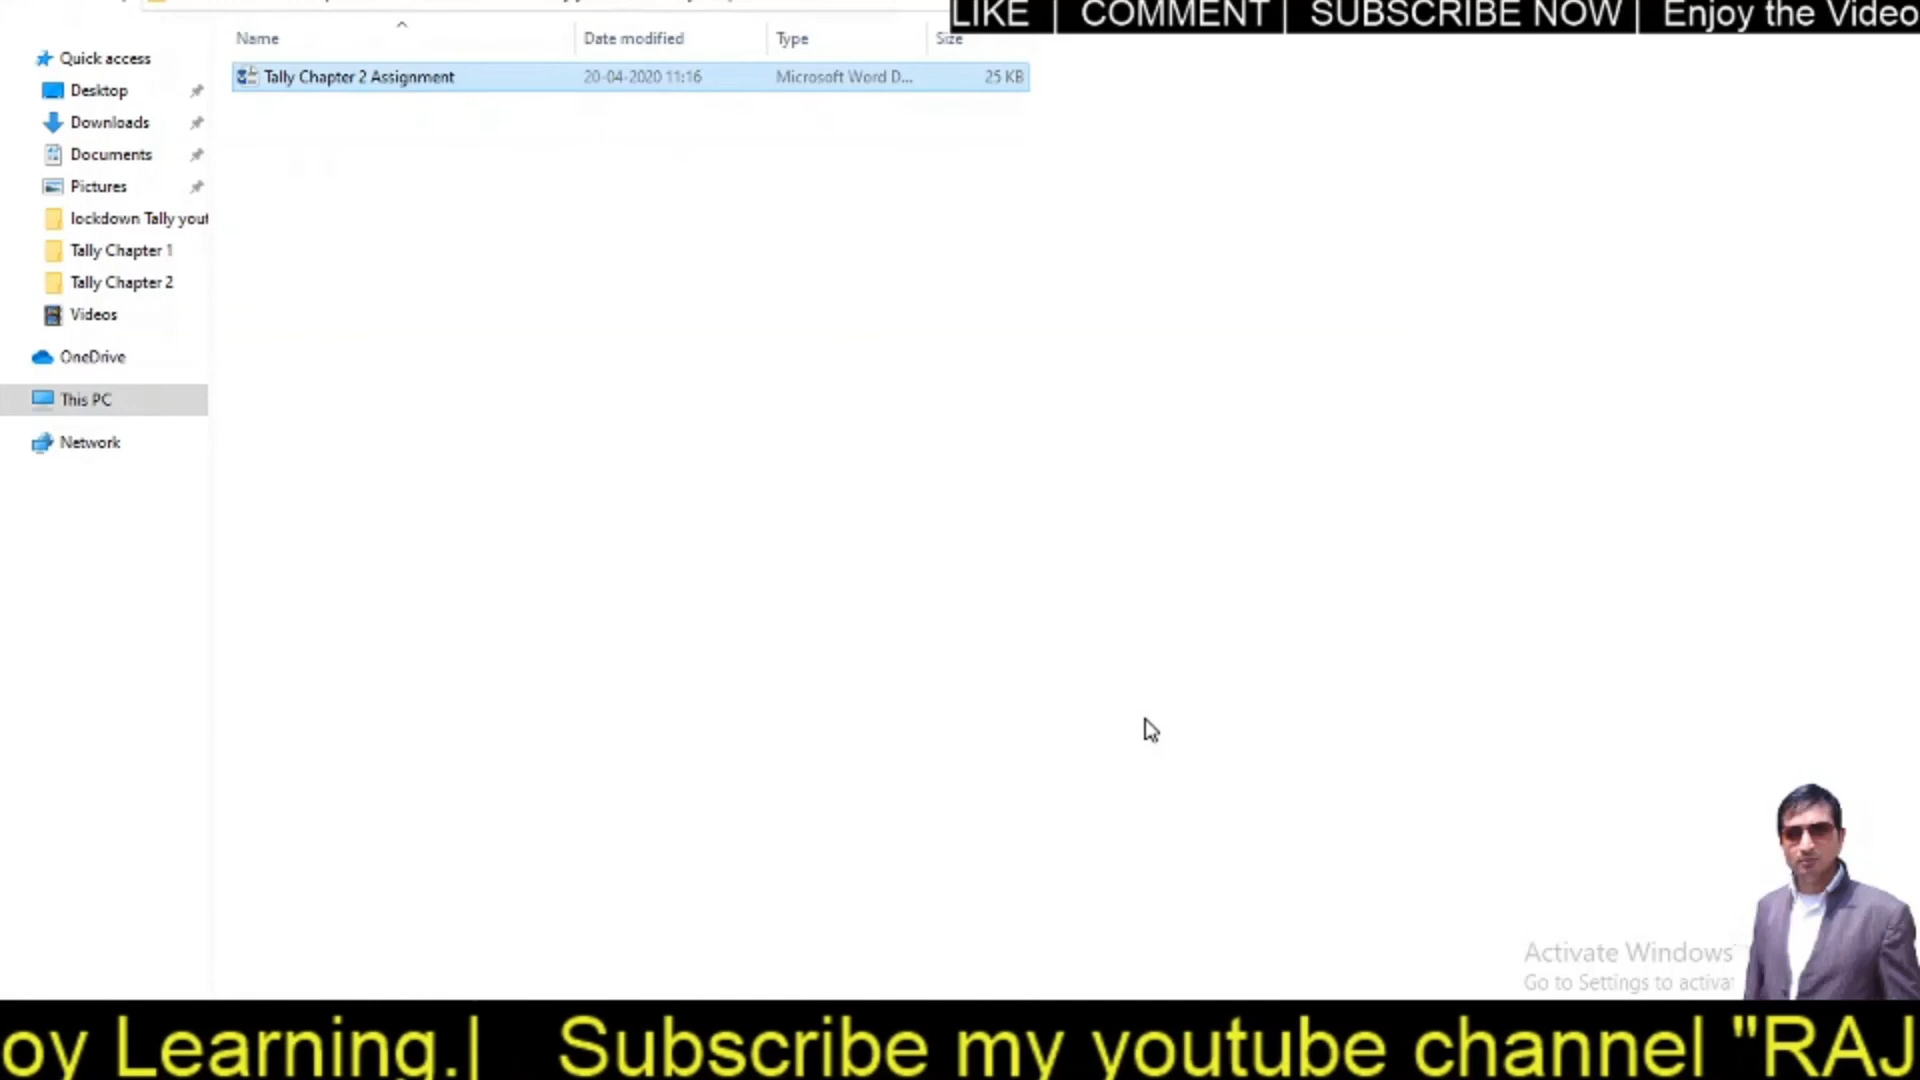 LIKE | COMMENT | SUBSCRIBE NOW | Enjoy the Video
Name Date modified Type Size
Quick access
Tally Chapter 2 Assignment 20-04-2020 11:16 Microsoft Word D... 25 KB
Desktop
Downloads
Documents
Pictures
lockdown Tally yout
Tally Chapter 1
Tally Chapter 2
Videos
OneDrive
This PC
Network
Activate Windows
Go to Settings to activa
oy Learning.| Subscribe my youtube channel "RAJ